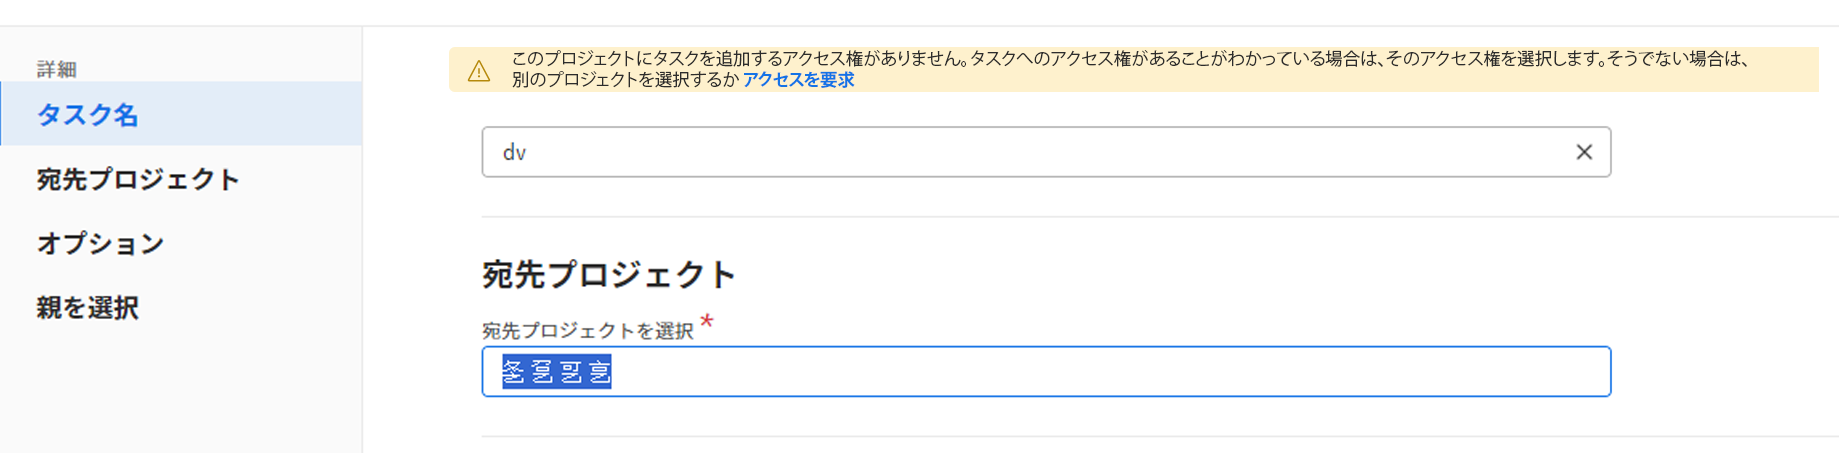 詳細
タスク名
宛先プロジェクト
オプション
親を選択
このプロジェクトにタスクを追加するアクセス権がありません。タスクへのアクセス権があることがわかっている場合は、そのアクセス権を選択します。そうでない場合は、
別のプロジェクトを選択するか アクセスを要求
dv
宛先プロジェクト
宛先プロジェクトを選択 *